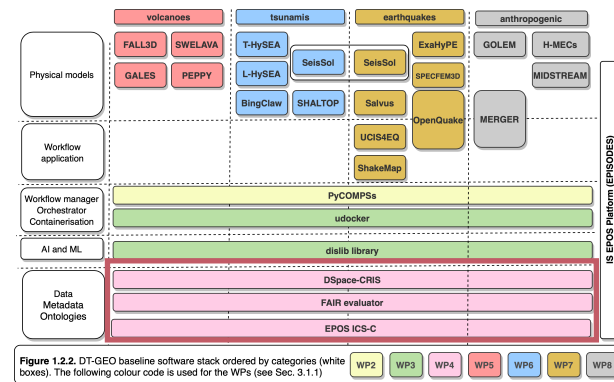 volcanoes
tsunamis
earthquakes
anthropogenic
Physical models
FALL3D
SWELAVA
GALES
PEPPY
T-HySEA
L-HySEA
SeisSol
BingClaw
SHALTOP
SeisSol
ExaHyPE
SPECFEM3D
Salvus
OpenQuake
UCIS4EQ
ShakeMap
GOLEM
H-MECs
MIDSTREAM
MERGER
Workflow
application
Workflow manager
Orchestrator
Containerisation
PyCOMPSs
udocker
AI and ML
dislib library
Data
Metadata
Ontologies
DSpace-CRIS
FAIR evaluator
EPOS ICS-C
IS EPOS Platform (EPISODES)
Figure 1.2.2. DT-GEO baseline software stack ordered by categories (white
boxes). The following colour code is used for the WPs (see Sec. 3.1.1)
WP2
WP3
WP4
WP5
WP6
WP7
WP8